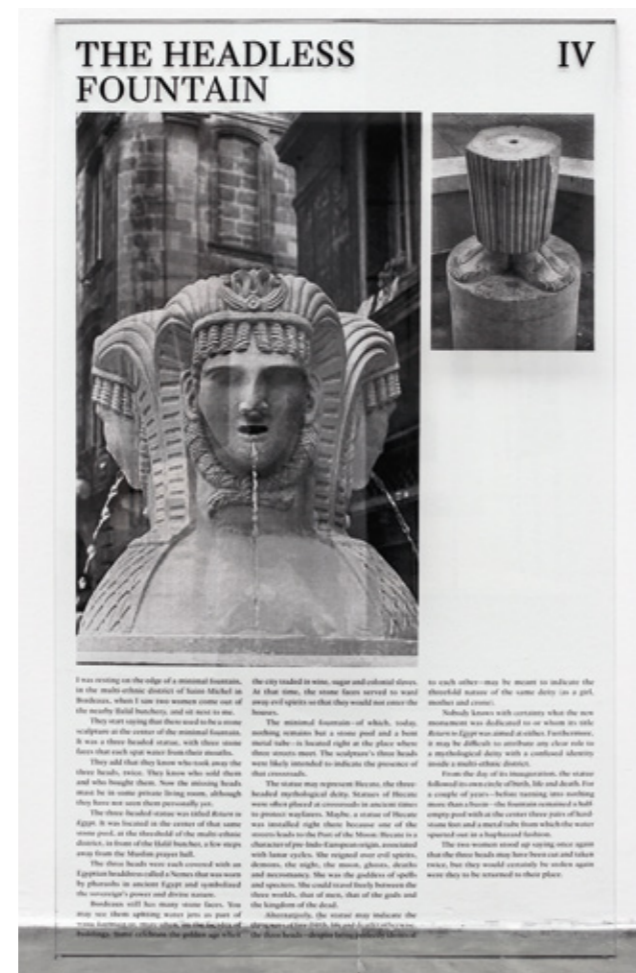 THE HEADLESS
FOUNTAIN
IV
I was resting on the edge of a minimal fountain,
in the multi-ethnic district of Saint Michel in
Bordeaux, when I saw two women come out of
the nearby Halal butchery, and sit next to me.
They start saying that there used to be a stone
sculpture at the center of the minimal fountain.
It was a three-headed statue, with three stone
faces that each spat water from their mouths.
They add that they know who took away the
three heads, twice. They know who sold them
and who bought them. Now the missing heads
must be in some private living room, although
they have not seen them personally yet.
The three-headed statue was titled Return to
Egypt. It was located at the center of that same
stone pool, at the threshold of the multi-ethnic
district, in front of the Halal butcher, a few steps
away from the Muslim prayer hall.
The three heads were each covered with an
Egyptian headdress called a Nemes that was worn
by pharaohs in ancient Egypt and symbolized
the sovereign's power and divine nature.
Bordeaux still has many stone faces. You
may see them spitting water jets as part of
the city traded in wine, sugar and colonial slaves.
At that time, the stone faces served to ward
away evil spirits so that they would not enter the
houses.
The minimal fountain—of which, today,
nothing remains but a stone pool and a bent
metal tube—is located right at the place where
three streets meet. The sculpture's three heads
were likely intended to indicate the presence of
that crossroads.
The statue may represent Hecate, the three-
headed mythological deity. Statues of Hecate
were often placed at crossroads in ancient times
to protect wayfarers. Maybe, a statue of Hecate
was installed right there because one of the
streets leads to the Port of the Moon. Hecate is a
character of pre-Indo-European origin, associated
with lunar cycles. She reigned over evil spirits,
demons, the night, the moon, ghosts, deaths
and necromancy. She was the goddess of spells
and specters. She could travel freely between the
three worlds, that of men, that of the gods and
the kingdom of the dead.
Alternatively, the statue may indicate the
to each other—may be meant to indicate the
threefold nature of the same deity (as a girl,
mother and crone).
Nobody knows with certainty what the new
monument was dedicated to or whom its title
Return to Egypt was aimed at either. Furthermore,
it may be difficult to attribute any clear role to
a mythological deity with a confused identity
inside a multi-ethnic district.
From the day of its inauguration, the statue
followed its own circle of birth, life and death. For
a couple of years—before turning into nothing
more than a basin—the fountain remained a half-
empty pool with at the center three pairs of hard-
stone feet and a metal tube from which the water
spurted out in a haphazard fashion.
The two women stood up saying once again
that the three heads may have been cut and taken
twice, but they would certainly be stolen again
were they to be returned to their place.